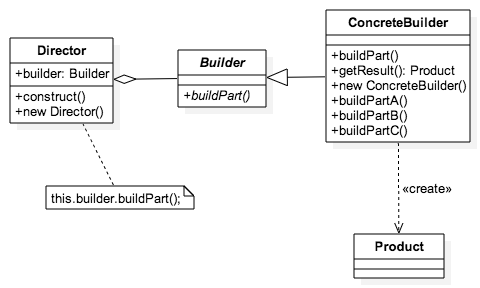 Director
+builder: Builder
+construct()
+new Director()
Builder
+buildPart()
ConcreteBuilder
+buildPart()
+getResult(): Product
+new ConcreteBuilder()
+buildPartA()
+buildPartB()
+buildPartC()
this.builder.buildPart();
«create»
Product